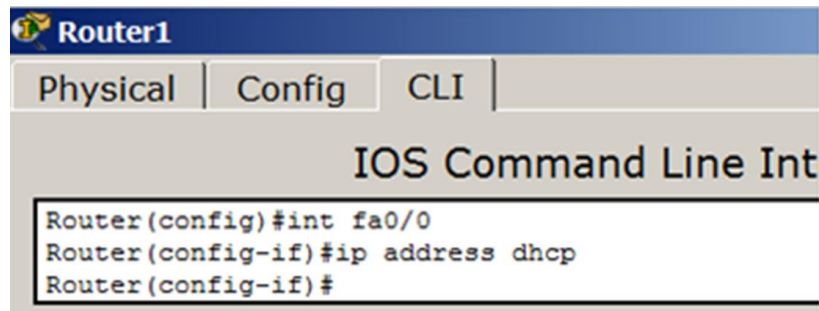 Router1
Physical Config CLI
IOS Command Line Int
Router(config)#int fa0/0
Router(config-if)#ip address dhcp
Router(config-if)#